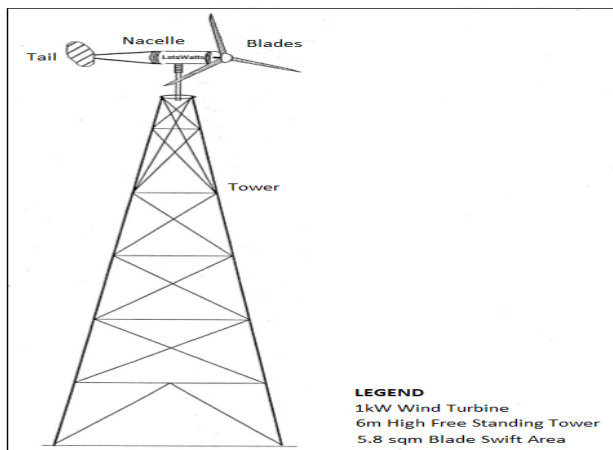 Nacelle
Blades
Tail
LotsWatts
Tower
LEGEND
1kW Wind Turbine
6m High Free Standing Tower
5.8 sqm Blade Swift Area